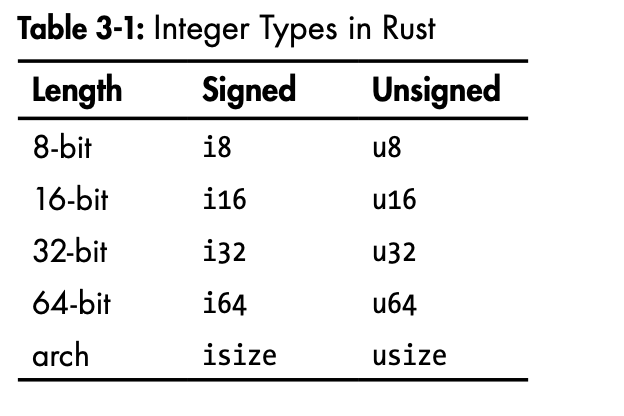 Table 3-1: Integer Types in Rust
Length Signed Unsigned
8-bit i8 u8
16-bit i16 u16
32-bit i32 u32
64-bit i64 u64
arch isize usize